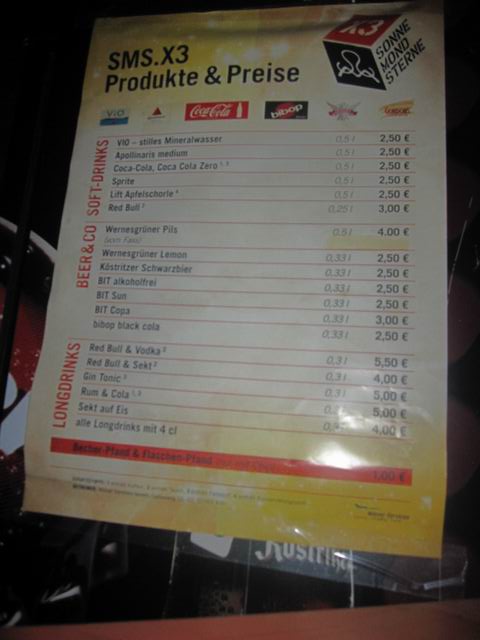 SMS.X3
Produkte & Preise
X3
SONNE
MOND
STERNE
ViO
Coca-Cola
bibop
SOFT-DRINKS
VIO – stilles Mineralwasser 0,5 l 2,50 €
Apollinaris medium 0,5 l 2,50 €
Coca-Cola, Coca Cola Zero 1, 3 0,5 l 2,50 €
Sprite 0,5 l 2,50 €
Lift Apfelschorle 4 0,5 l 2,50 €
Red Bull 2 0,25 l 3,00 €
BEER & CO
Wernesgrüner Pils 0,5 l 4,00 €
(vom Fass)
Wernesgrüner Lemon 0,33 l 2,50 €
Köstritzer Schwarzbier 0,33 l 2,50 €
BIT alkoholfrei 0,33 l 2,50 €
BIT Sun 0,33 l 2,50 €
BIT Copa 0,33 l 3,00 €
bibop black cola 0,33 l 2,50 €
LONGDRINKS
Red Bull & Vodka 2 0,3 l 5,50 €
Red Bull & Sekt 2 0,3 l 4,00 €
Gin Tonic 0,3 l 5,00 €
Rum & Cola 1, 3 5,00 €
Sekt auf Eis 4,00 €
alle Longdrinks mit 4 cl
Becher-Pfand & Flaschen-Pfand 1,00 €